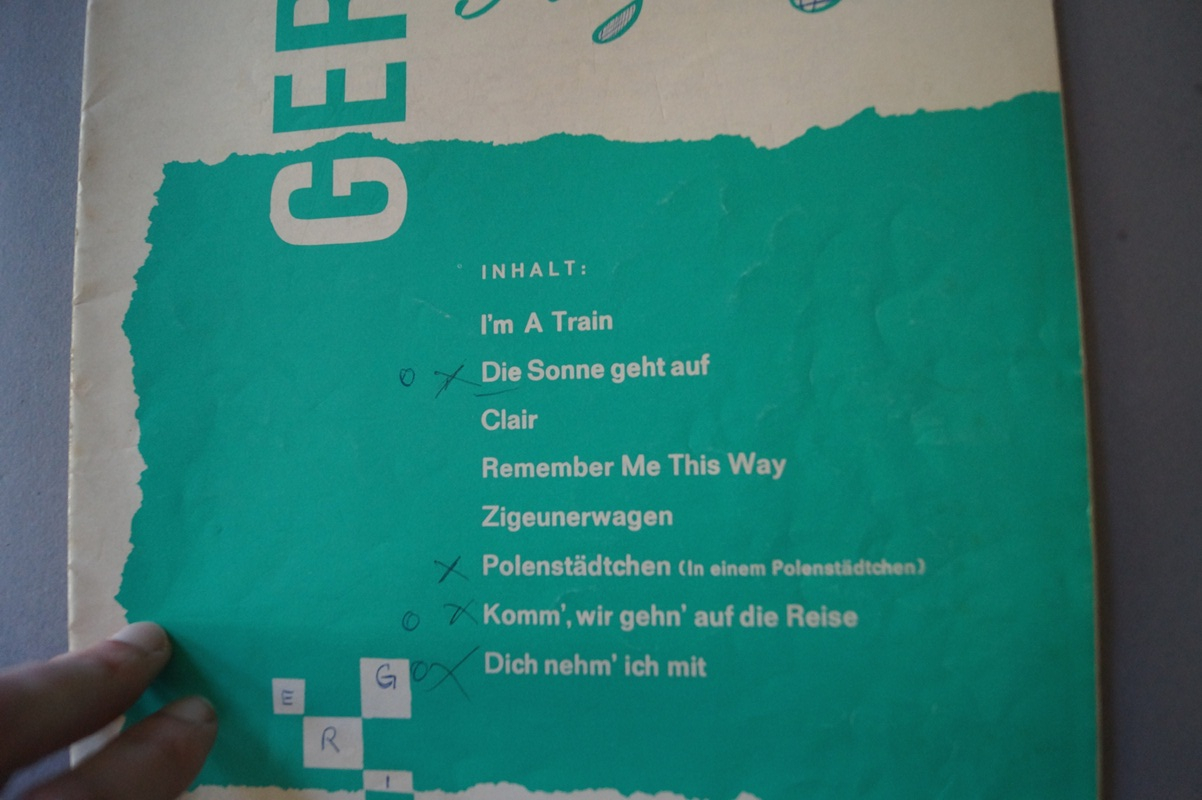 GER
INHALT:
I'm A Train
o x Die Sonne geht auf
Clair
Remember Me This Way
Zigeunerwagen
x Polenstädtchen (In einem Polenstädtchen)
o x Komm', wir gehn' auf die Reise
o x Dich nehm' ich mit
G
E
R
I